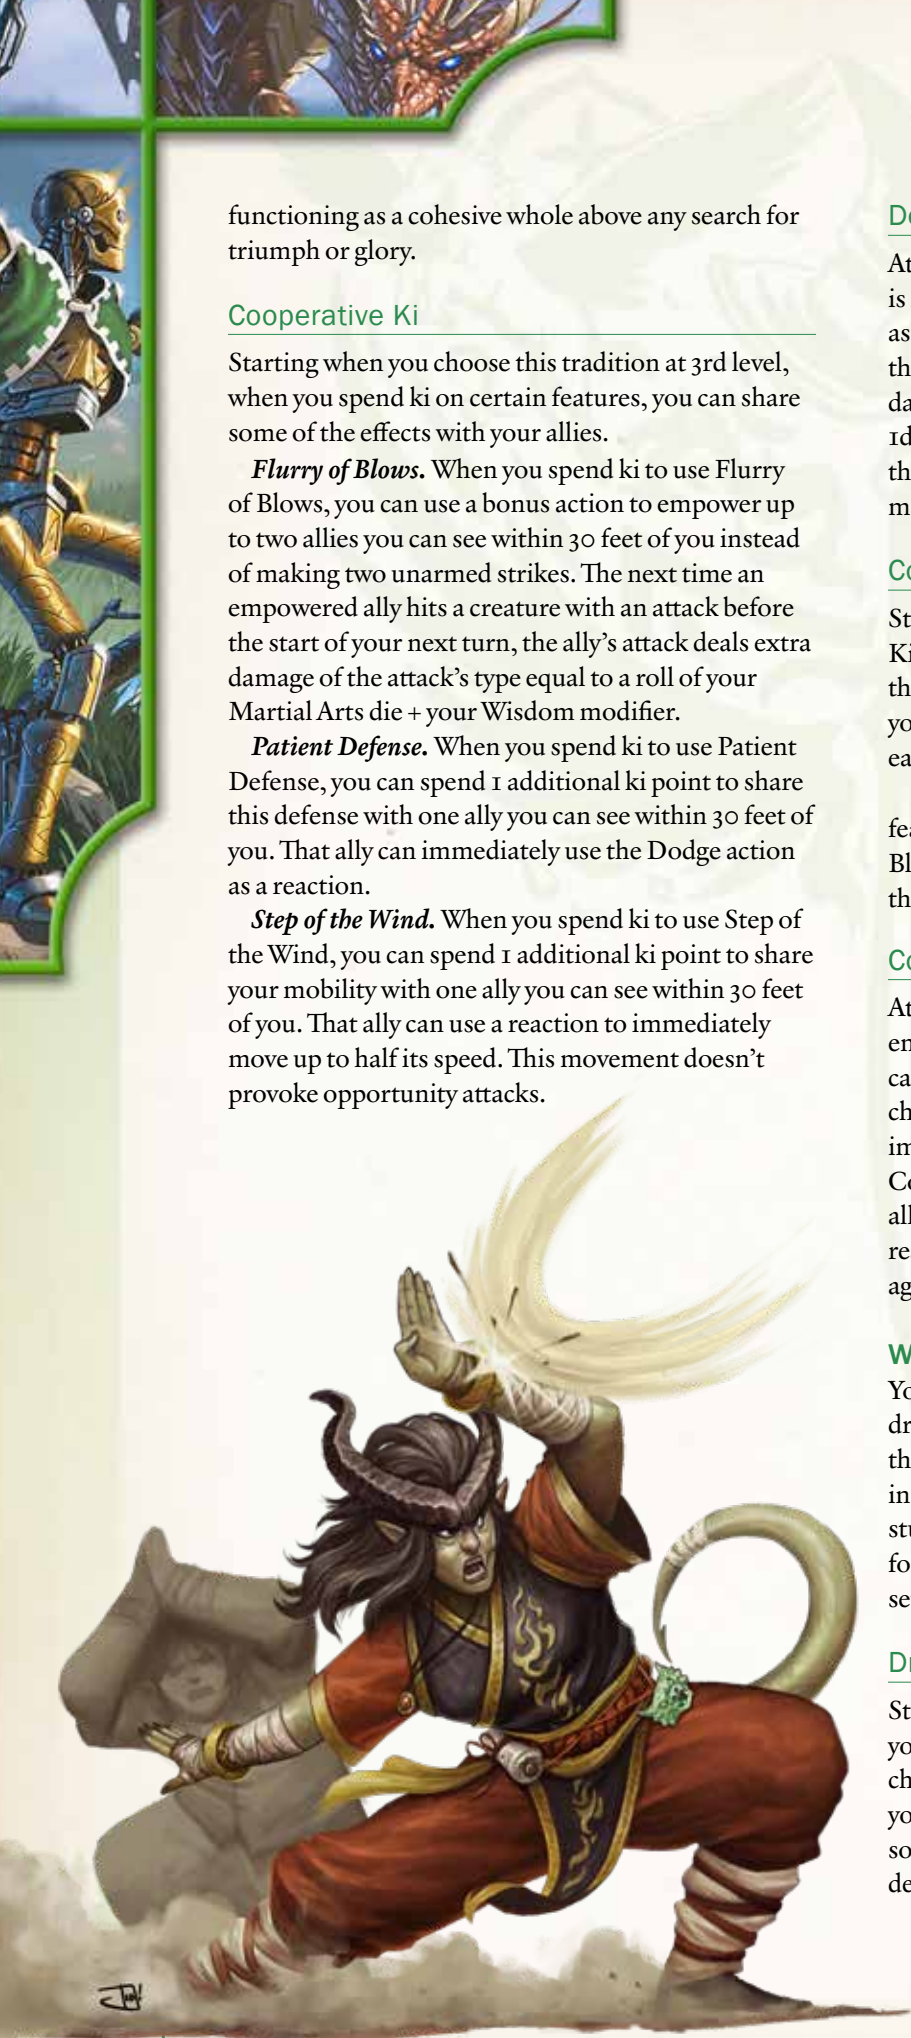 functioning as a cohesive whole above any search for
triumph or glory.
Cooperative Ki
Starting when you choose this tradition at 3rd level,
when you spend ki on certain features, you can share
some of the effects with your allies.
Flurry of Blows. When you spend ki to use Flurry
of Blows, you can use a bonus action to empower up
to two allies you can see within 30 feet of you instead
of making two unarmed strikes. The next time an
empowered ally hits a creature with an attack before
the start of your next turn, the ally’s attack deals extra
damage of the attack’s type equal to a roll of your
Martial Arts die + your Wisdom modifier.
Patient Defense. When you spend ki to use Patient
Defense, you can spend 1 additional ki point to share
this defense with one ally you can see within 30 feet of
you. That ally can immediately use the Dodge action
as a reaction.
Step of the Wind. When you spend ki to use Step of
the Wind, you can spend 1 additional ki point to share
your mobility with one ally you can see within 30 feet
of you. That ally can use a reaction to immediately
move up to half its speed. This movement doesn’t
provoke opportunity attacks.
At
is
as